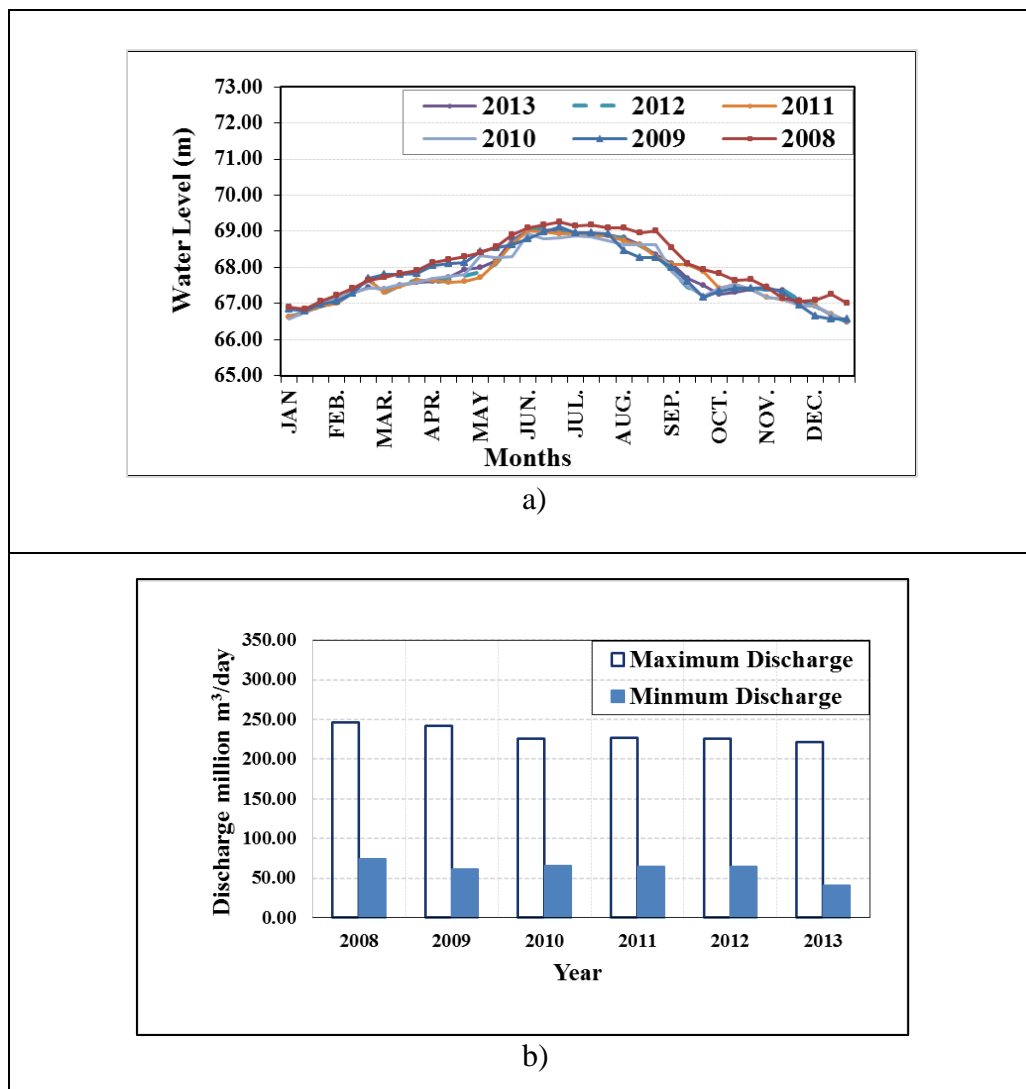 73.00
72.00
71.00
70.00
69.00
68.00
67.00
66.00
65.00
Water Level (m)
2013 2012 2011
2010 2009 2008
JAN FEB. MAR. APR. MAY JUN. JUL. AUG. SEP. OCT. NOV. DEC.
Months
a)
350.00
300.00
250.00
200.00
150.00
100.00
50.00
0.00
Discharge million m³/day
Maximum Discharge
Minmum Discharge
2008 2009 2010 2011 2012 2013
Year
b)